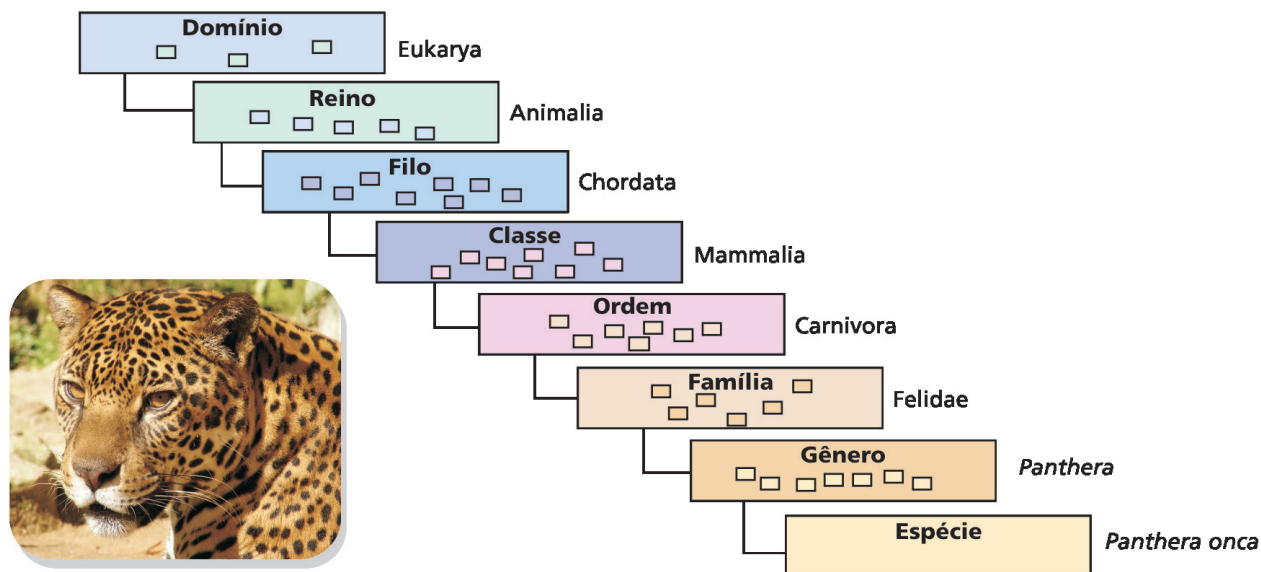 Domínio
Eukarya
Reino
Animalia
Filo
Chordata
Classe
Mammalia
Ordem
Carnivora
Família
Felidae
Gênero
Panthera
Espécie
Panthera onca